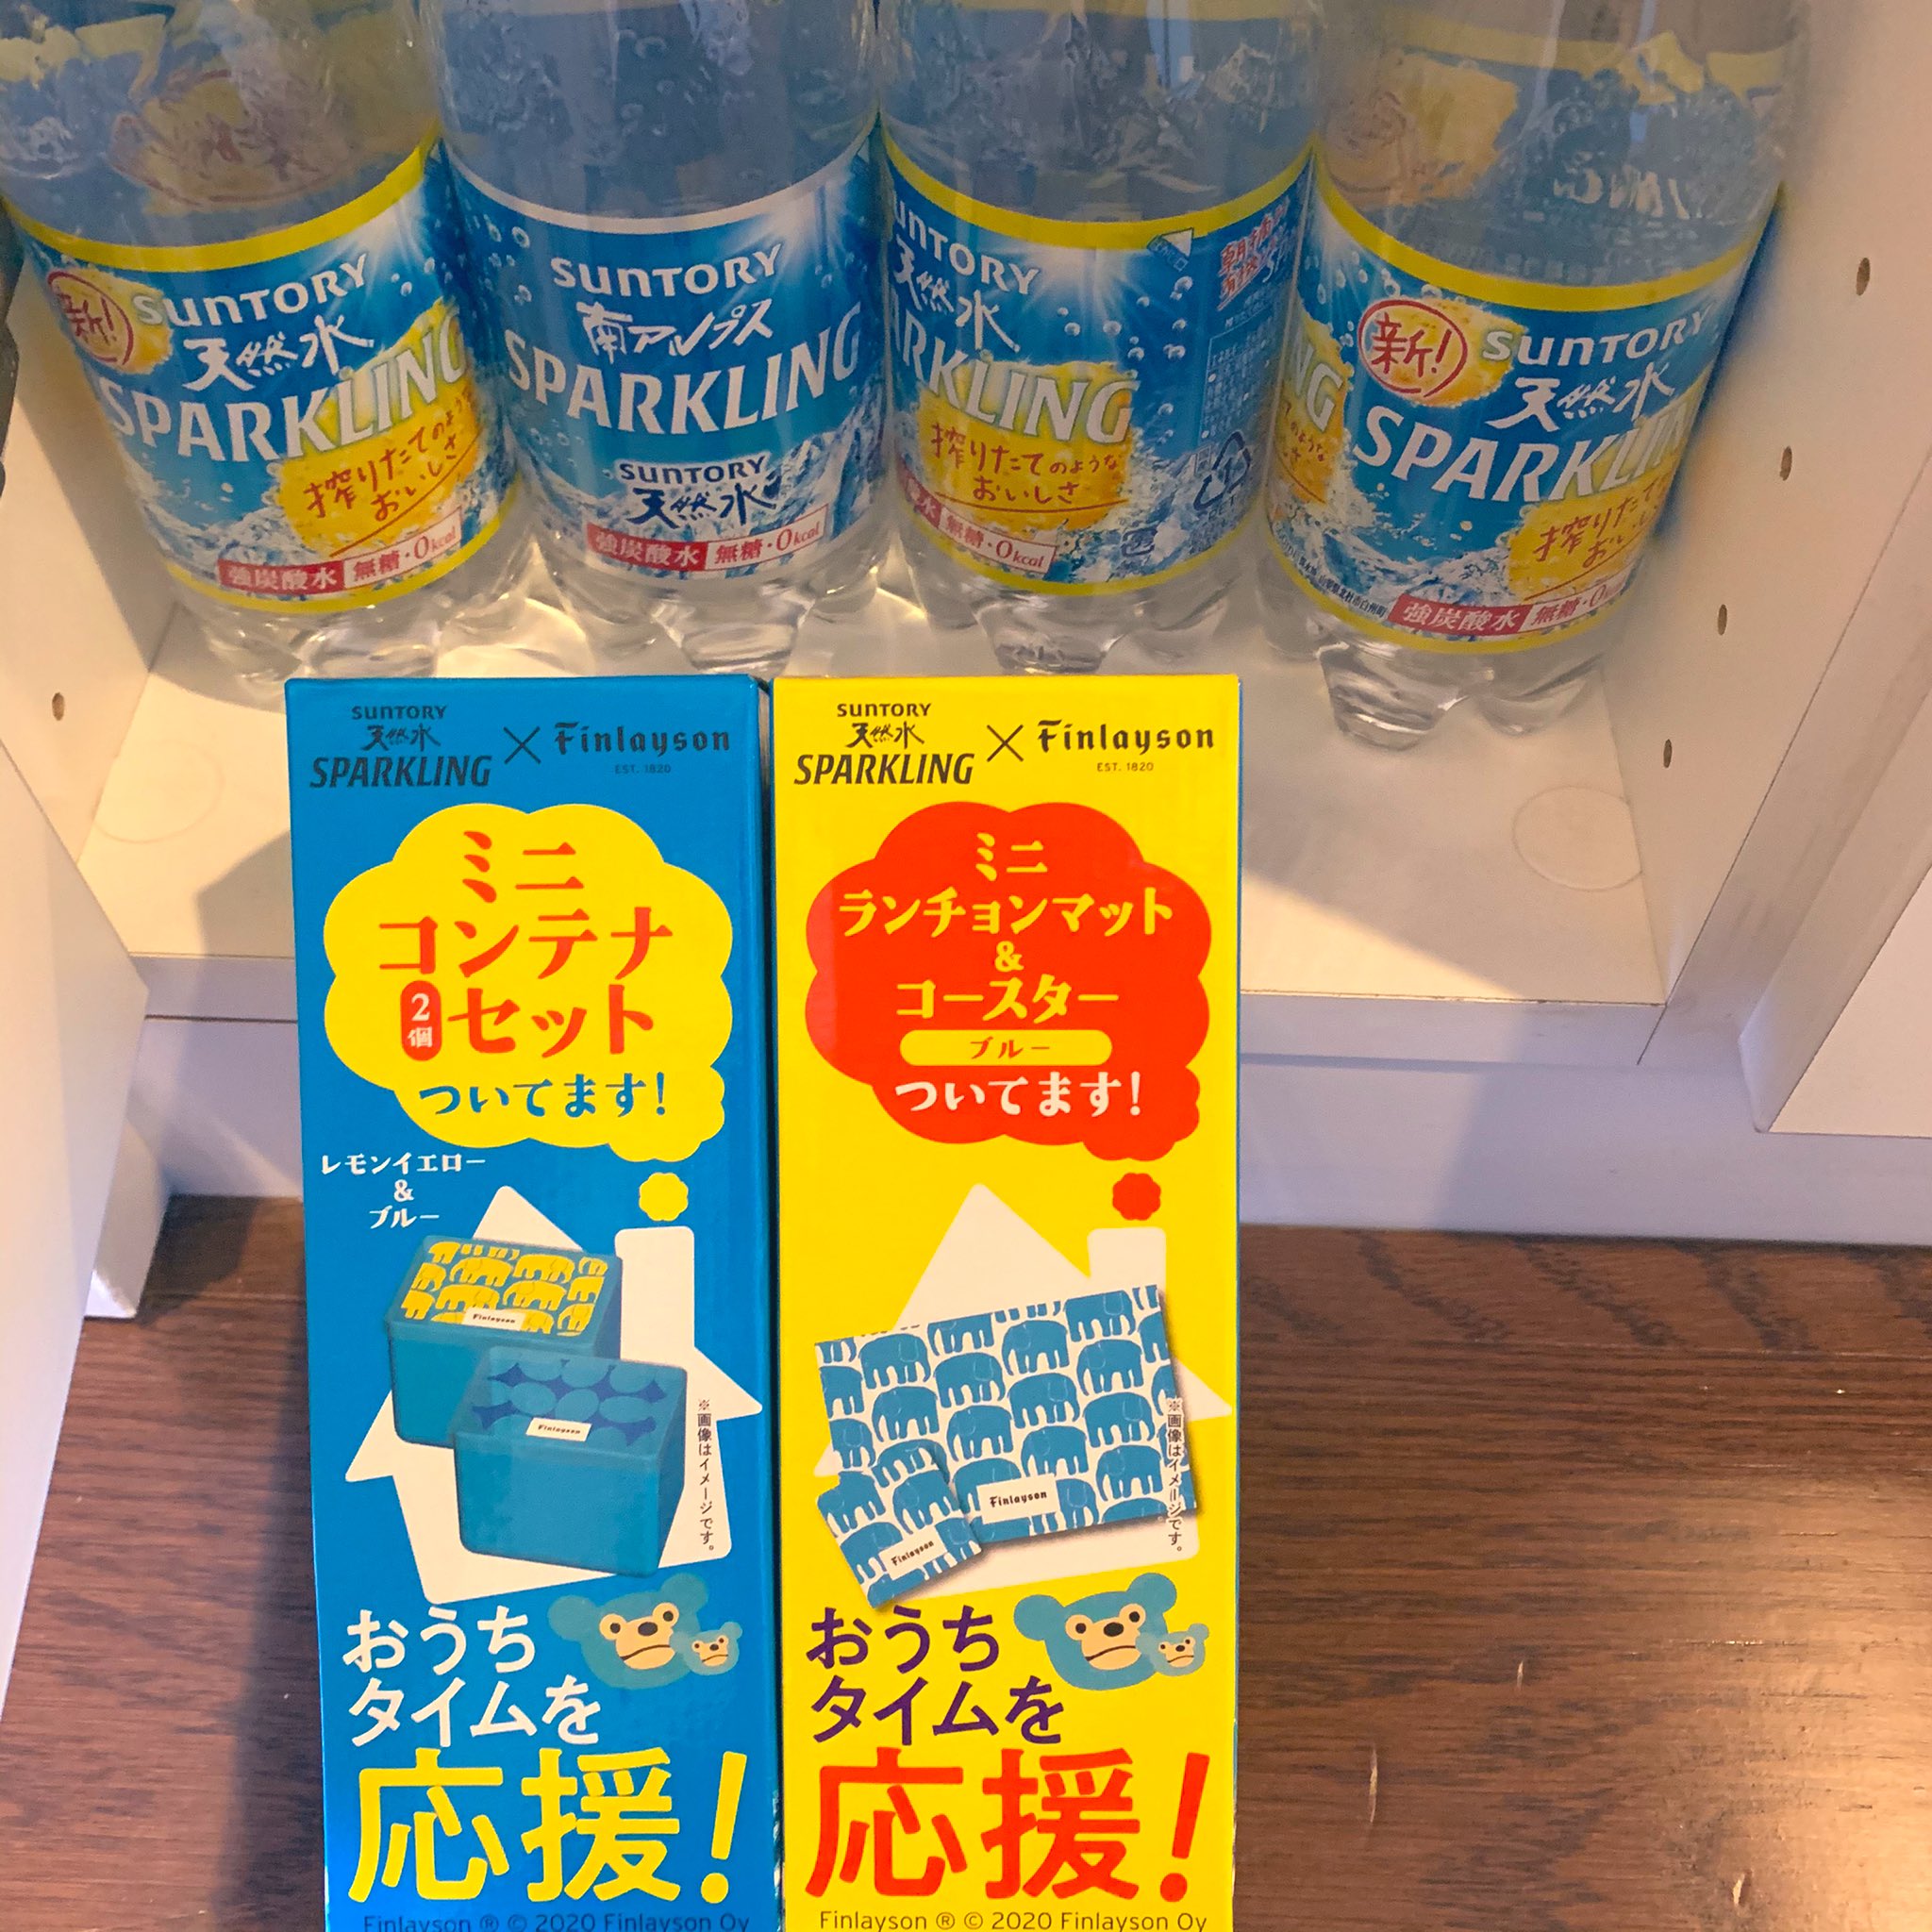 新!
SUNTORY
天然水
SPARKLING
搾りたてのような
おいしさ
強炭酸水 無糖・0kcal
SUNTORY
南アルプス
SPARKLING
SUNTORY
天然水
強炭酸水 無糖・0kcal
SUNTORY
天然水
SPARKLING
搾りたてのような
おいしさ
無糖・0kcal
新!
SUNTORY
天然水
SPARKLING
搾りたて
強炭酸水 無糖・0
SUNTORY
天然水
SPARKLING
×
Finlayson
EST. 1820
ミニ
コンテナ
2個セット
ついてます!
レモンイエロー
&
ブルー
Finlayson
Finlayson
※画像はイメージです。
おうち
タイムを
応援!
Finlayson ® © 2020 Finlayson Oy
SUNTORY
天然水
SPARKLING
×
Finlayson
EST. 1820
ミニ
ランチョンマット
&
コースター
ブルー
ついてます!
Finlayson
Finlayson
※画像はイメージです。
おうち
タイムを
応援!
Finlayson ® © 2020 Finlayson Oy